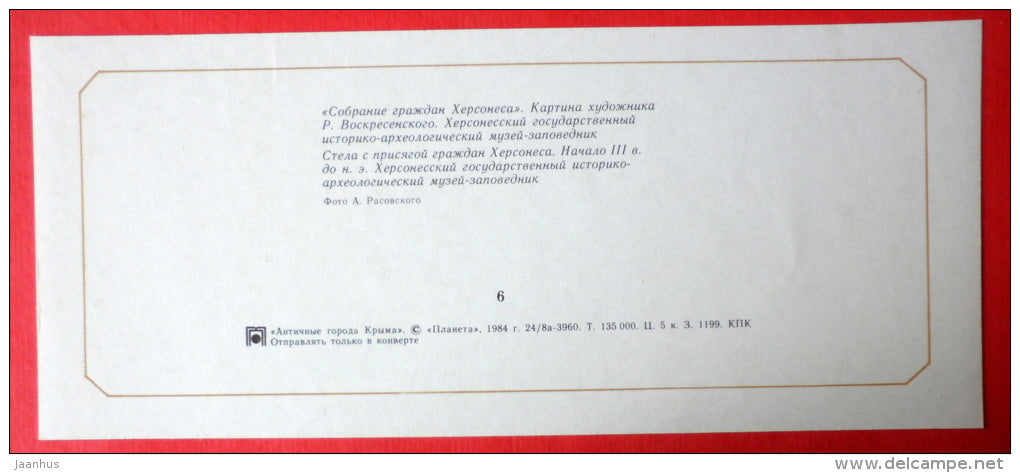 «Собрание граждан Херсонеса». Картина художника
Р. Воскресенского. Херсонесский государственный
историко-археологический музей-заповедник
Стела с присягой граждан Херсонеса. Начало III в.
до н. э. Херсонесский государственный историко-
археологический музей-заповедник
Фото А. Расовского
6
«Античные города Крыма». © «Планета», 1984 г. 24/8а-3960. Т. 135 000. Ц. 5 к. З. 1199. КПК
Отправлять только в конверте
jaanhus
www.delcampe.net